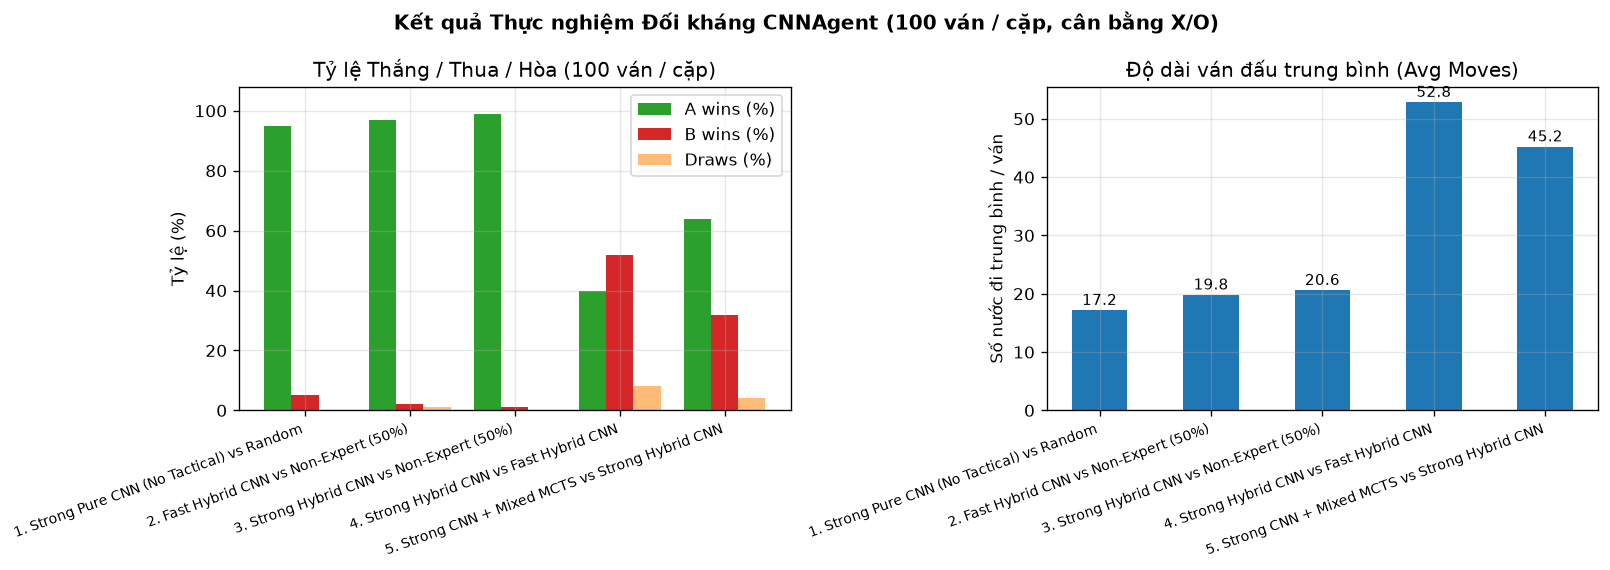 Kết quả Thực nghiệm Đối kháng CNNAgent (100 ván / cặp, cân bằng X/O)
Tỷ lệ Thắng / Thua / Hòa (100 ván / cặp)
Tỷ lệ (%)
100
80
60
40
20
0
A wins (%)
B wins (%)
Draws (%)
1. Strong Pure CNN (No Tactical) vs Random
2. Fast Hybrid CNN vs Non-Expert (50%)
3. Strong Hybrid CNN vs Non-Expert (50%)
4. Strong Hybrid CNN vs Fast Hybrid CNN
5. Strong CNN + Mixed MCTS vs Strong Hybrid CNN
Độ dài ván đấu trung bình (Avg Moves)
Số nước đi trung bình / ván
50
40
30
20
10
0
17.2
19.8
20.6
52.8
45.2
1. Strong Pure CNN (No Tactical) vs Random
2. Fast Hybrid CNN vs Non-Expert (50%)
3. Strong Hybrid CNN vs Non-Expert (50%)
4. Strong Hybrid CNN vs Fast Hybrid CNN
5. Strong CNN + Mixed MCTS vs Strong Hybrid CNN